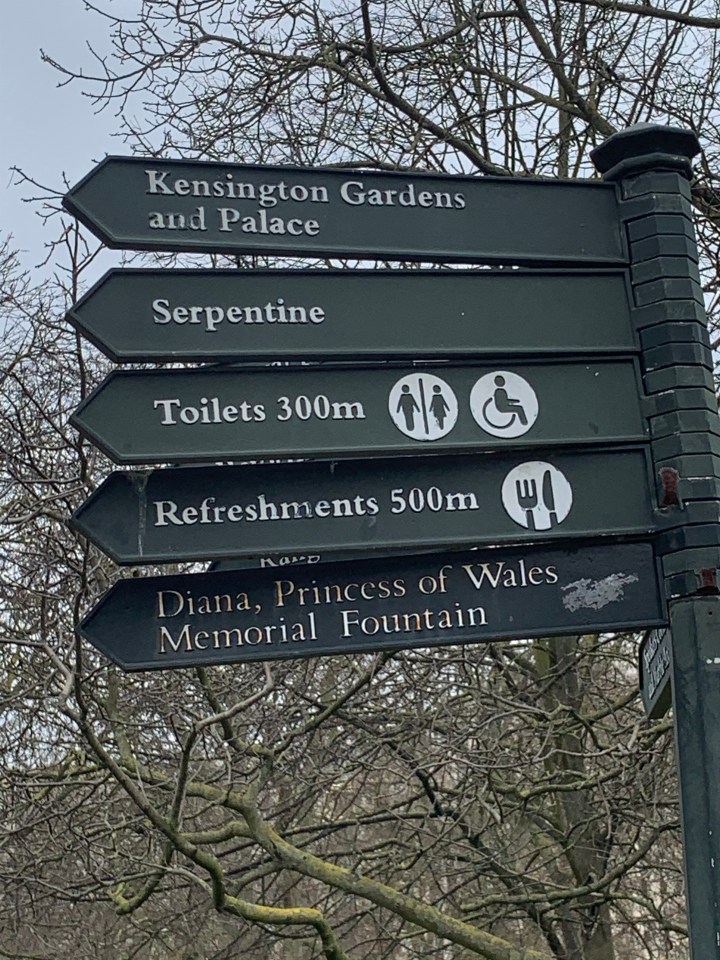 Kensington Gardens
and Palace
Serpentine
Toilets 300m
Refreshments 500m
Diana, Princess of Wales
Memorial Fountain